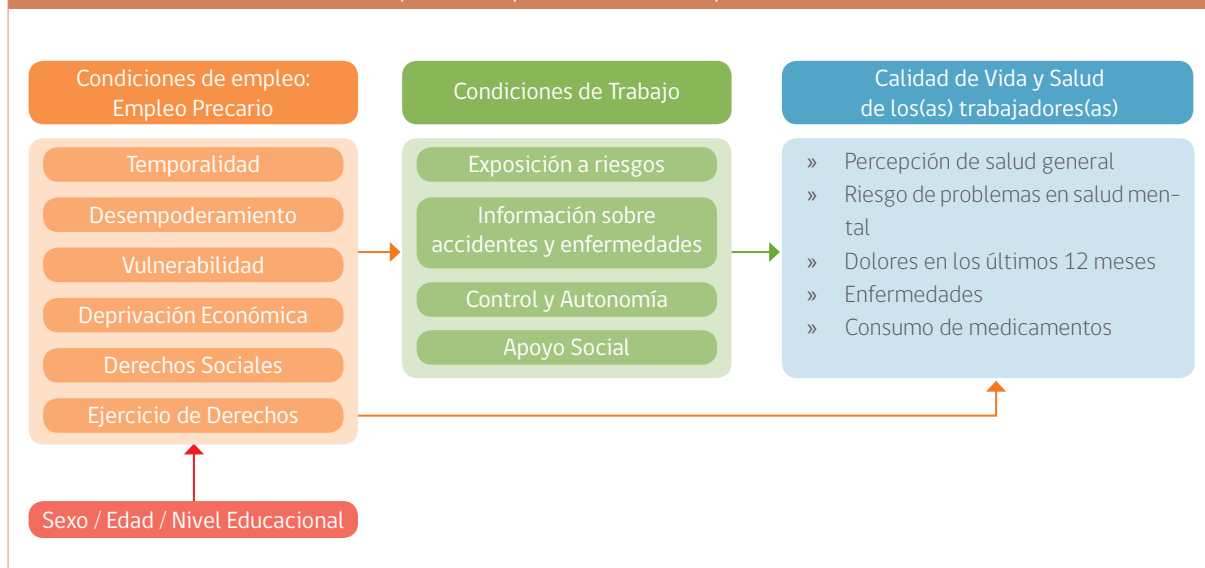 Condiciones de empleo:
Empleo Precario
Temporalidad
Desempoderamiento
Vulnerabilidad
Deprivación Económica
Derechos Sociales
Ejercicio de Derechos
Sexo / Edad / Nivel Educacional
Condiciones de Trabajo
Exposición a riesgos
Información sobre
accidentes y enfermedades
Control y Autonomía
Apoyo Social
Calidad de Vida y Salud
de los(as) trabajadores(as)
» Percepción de salud general
» Riesgo de problemas en salud men-
tal
» Dolores en los últimos 12 meses
» Enfermedades
» Consumo de medicamentos